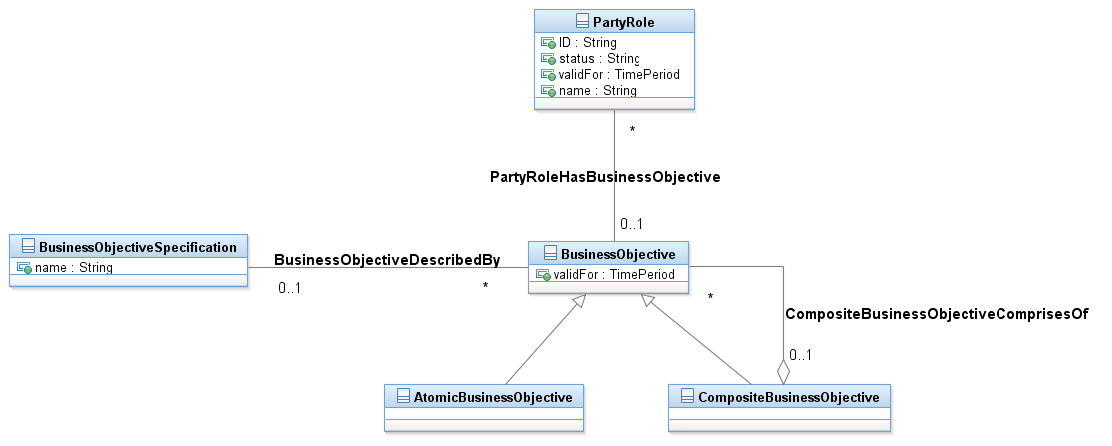 PartyRole
ID : String
status : String
validFor : TimePeriod
name : String
*
PartyRoleHasBusinessObjective
0..1
BusinessObjectiveSpecification
name : String
BusinessObjectiveDescribedBy
0..1
*
BusinessObjective
validFor : TimePeriod
*
CompositeBusinessObjectiveComprisesOf
0..1
AtomicBusinessObjective
CompositeBusinessObjective